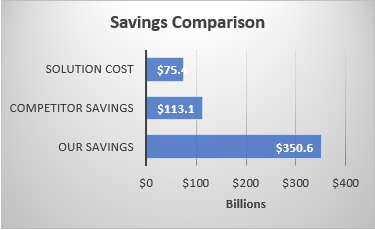 Savings Comparison
SOLUTION COST
$75.4
COMPETITOR SAVINGS
$113.1
OUR SAVINGS
$350.6
$0 $100 $200 $300 $400
Billions